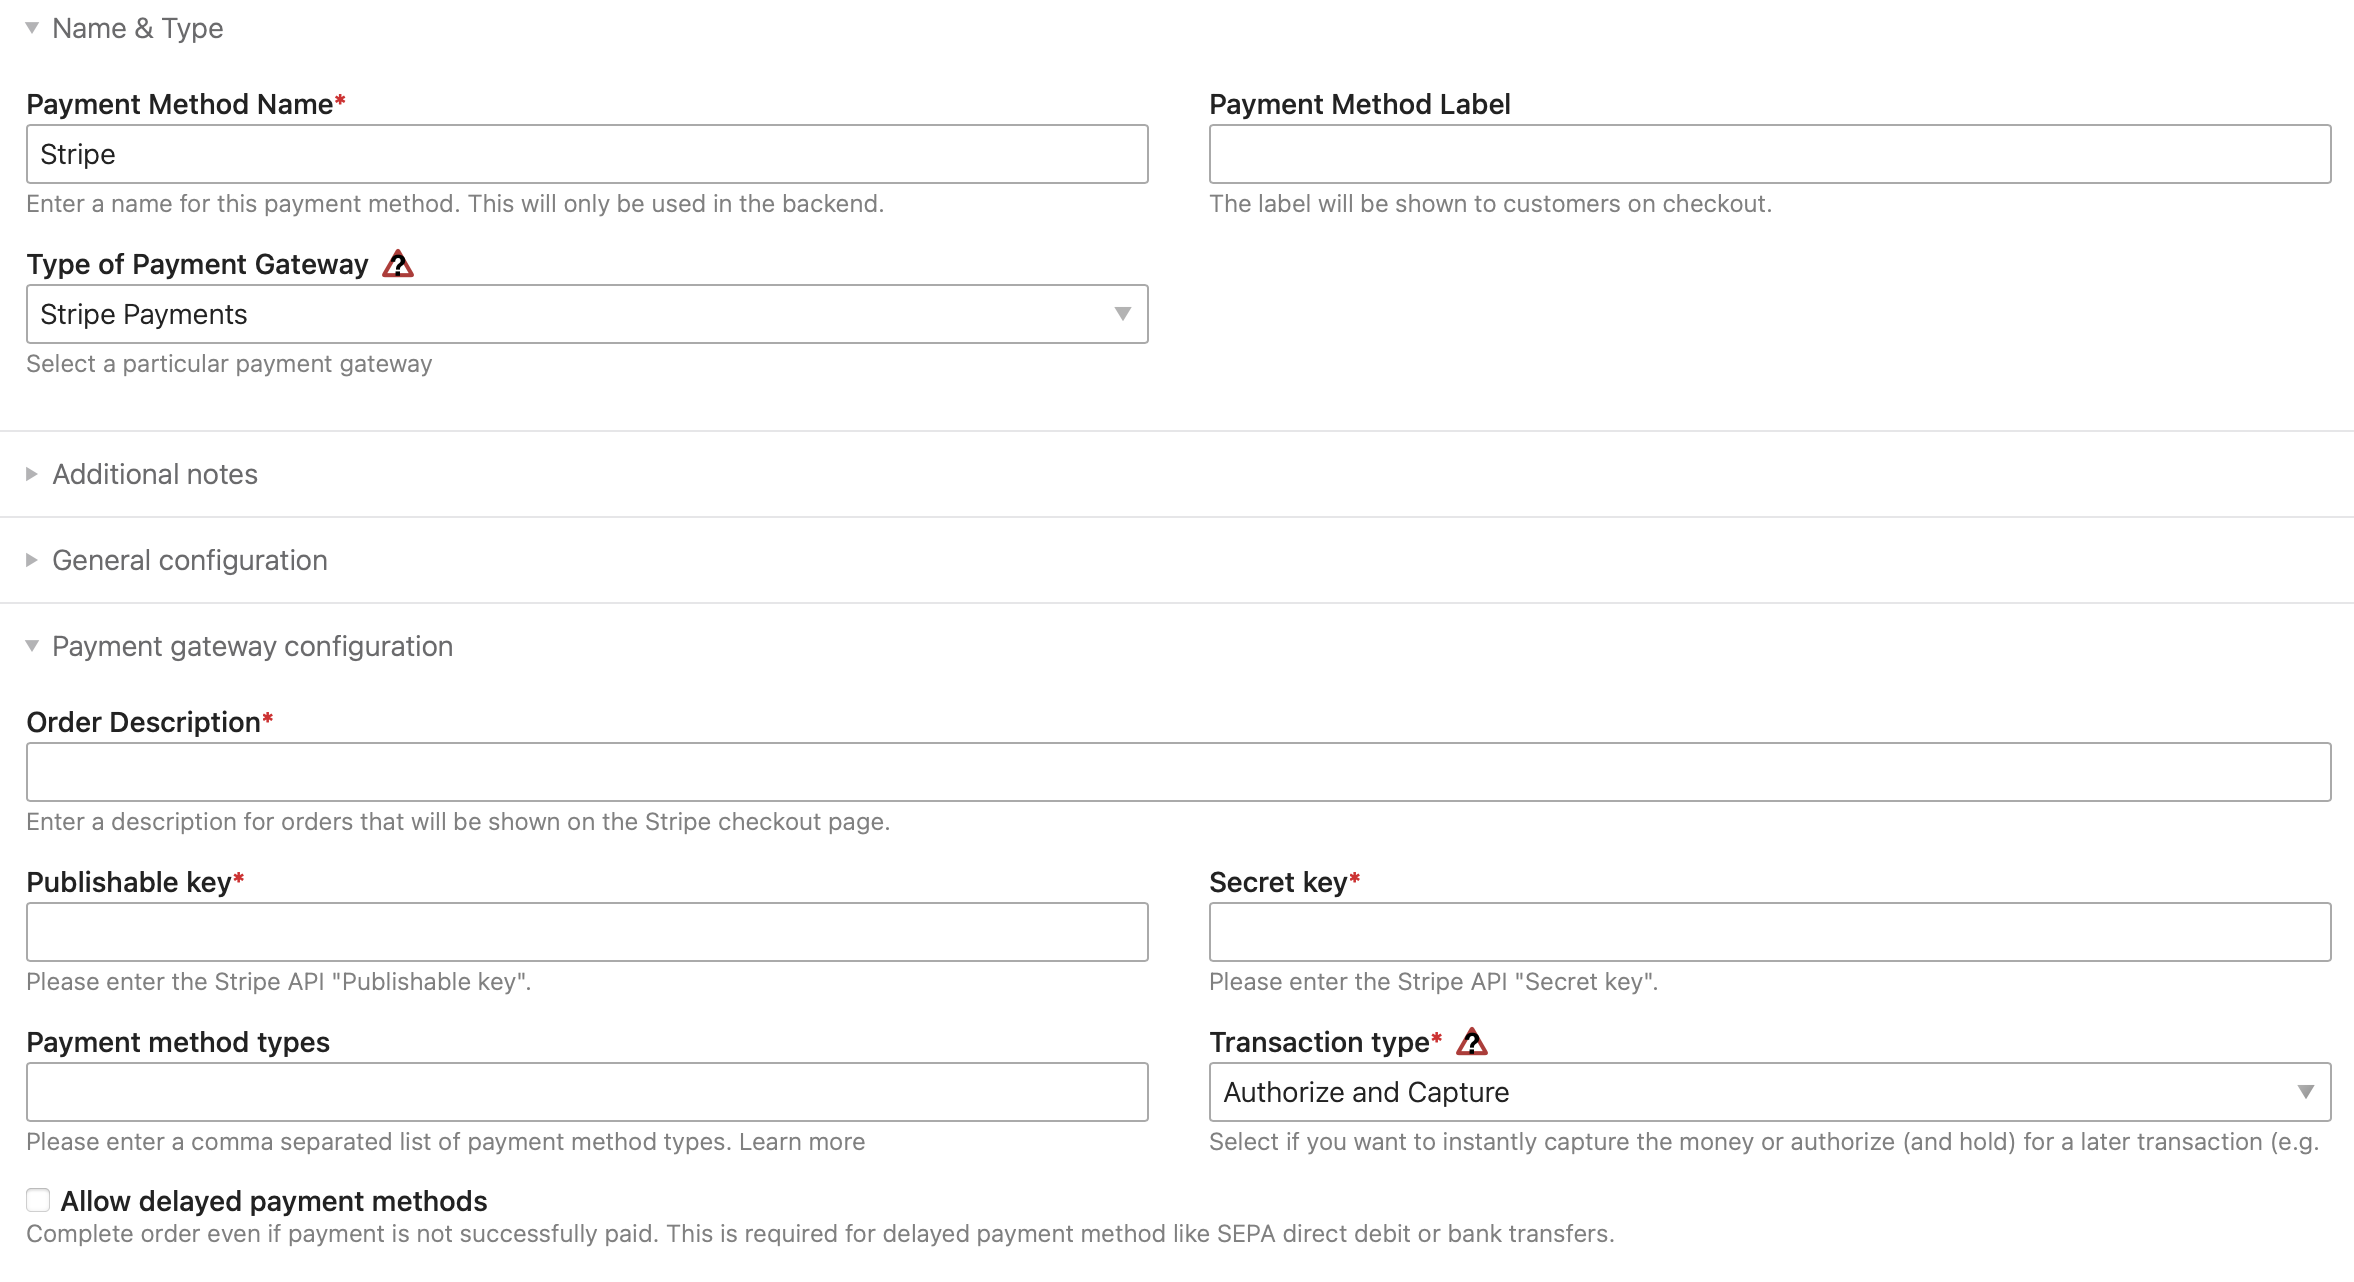 Name & Type
Payment Method Name*
Payment Method Label
Stripe
Enter a name for this payment method. This will only be used in the backend.
The label will be shown to customers on checkout.
Type of Payment Gateway
Stripe Payments
Select a particular payment gateway
Additional notes
General configuration
Payment gateway configuration
Order Description*
Enter a description for orders that will be shown on the Stripe checkout page.
Publishable key*
Secret key*
Please enter the Stripe API "Publishable key".
Please enter the Stripe API "Secret key".
Payment method types
Transaction type*
Authorize and Capture
Please enter a comma separated list of payment method types. Learn more
Select if you want to instantly capture the money or authorize (and hold) for a later transaction (e.g.
Allow delayed payment methods
Complete order even if payment is not successfully paid. This is required for delayed payment method like SEPA direct debit or bank transfers.